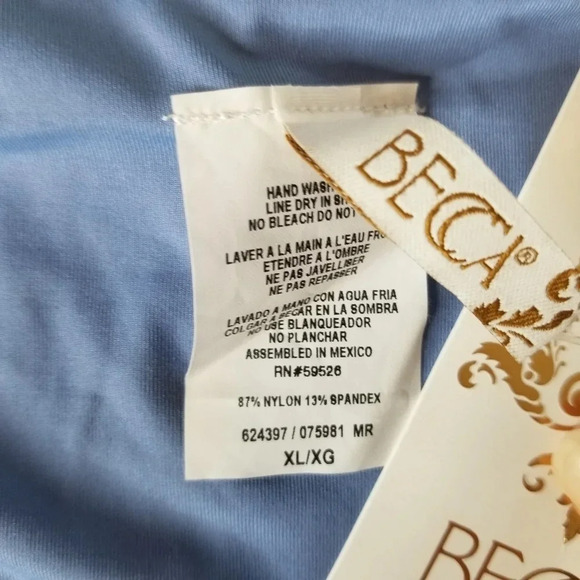 HAND WASH
LINE DRY IN SH
NO BLEACH DO NOT
LAVER A LA MAIN A L'EAU FR
ETENDRE A L'OMBRE
NE PAS JAVELLISER
NE PAS REPASSER
LAVADO A MANO CON AGUA FRIA
COLGAR A SECAR EN LA SOMBRA
NO USE BLANQUEADOR
NO PLANCHAR
ASSEMBLED IN MEXICO
RN#59526
87% NYLON 13% SPANDEX
624397 / 075981 MR
XL/XG
BECCA®
BEC